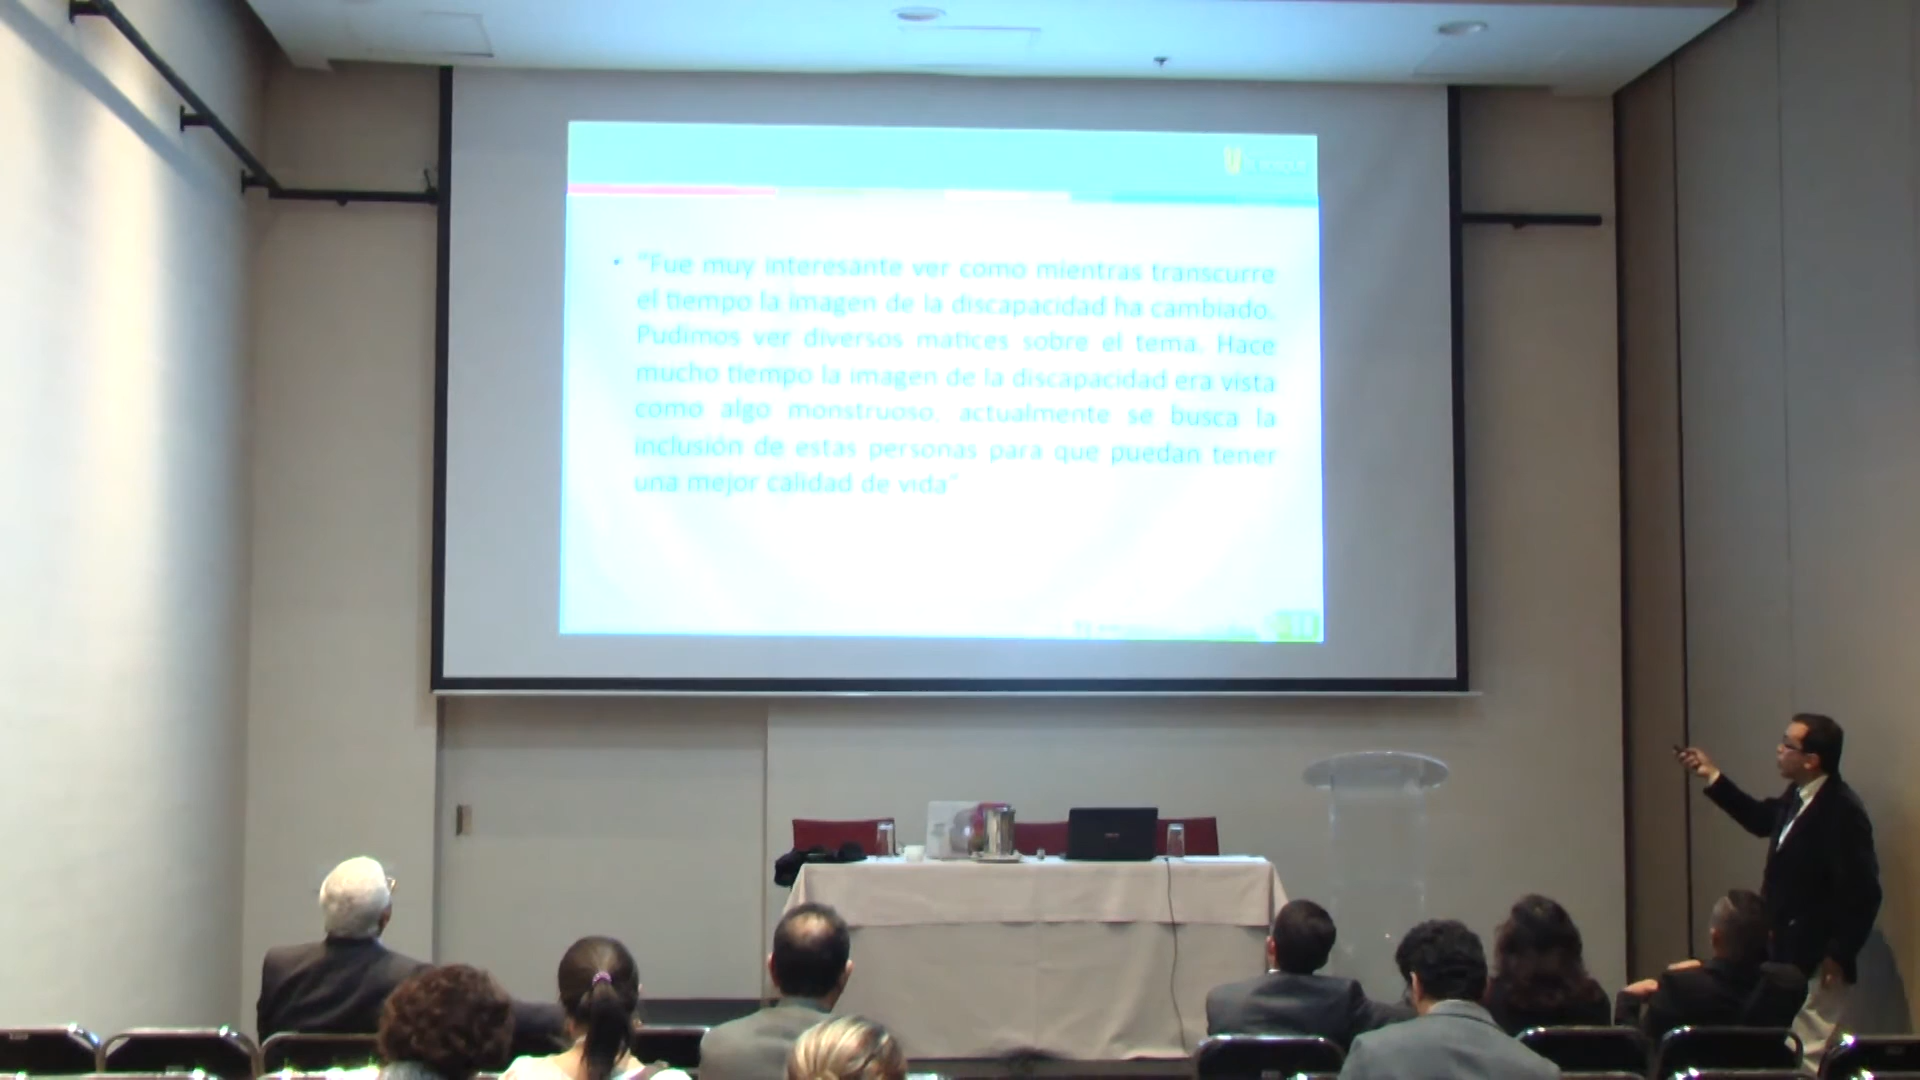 • "Fue muy interesante ver como mientras transcurre
el tiempo la imagen de la discapacidad ha cambiado.
Pudimos ver diversos matices sobre el tema. Hace
mucho tiempo la imagen de la discapacidad era vista
como algo monstruoso, actualmente se busca la
inclusión de estas personas para que puedan tener
una mejor calidad de vida"